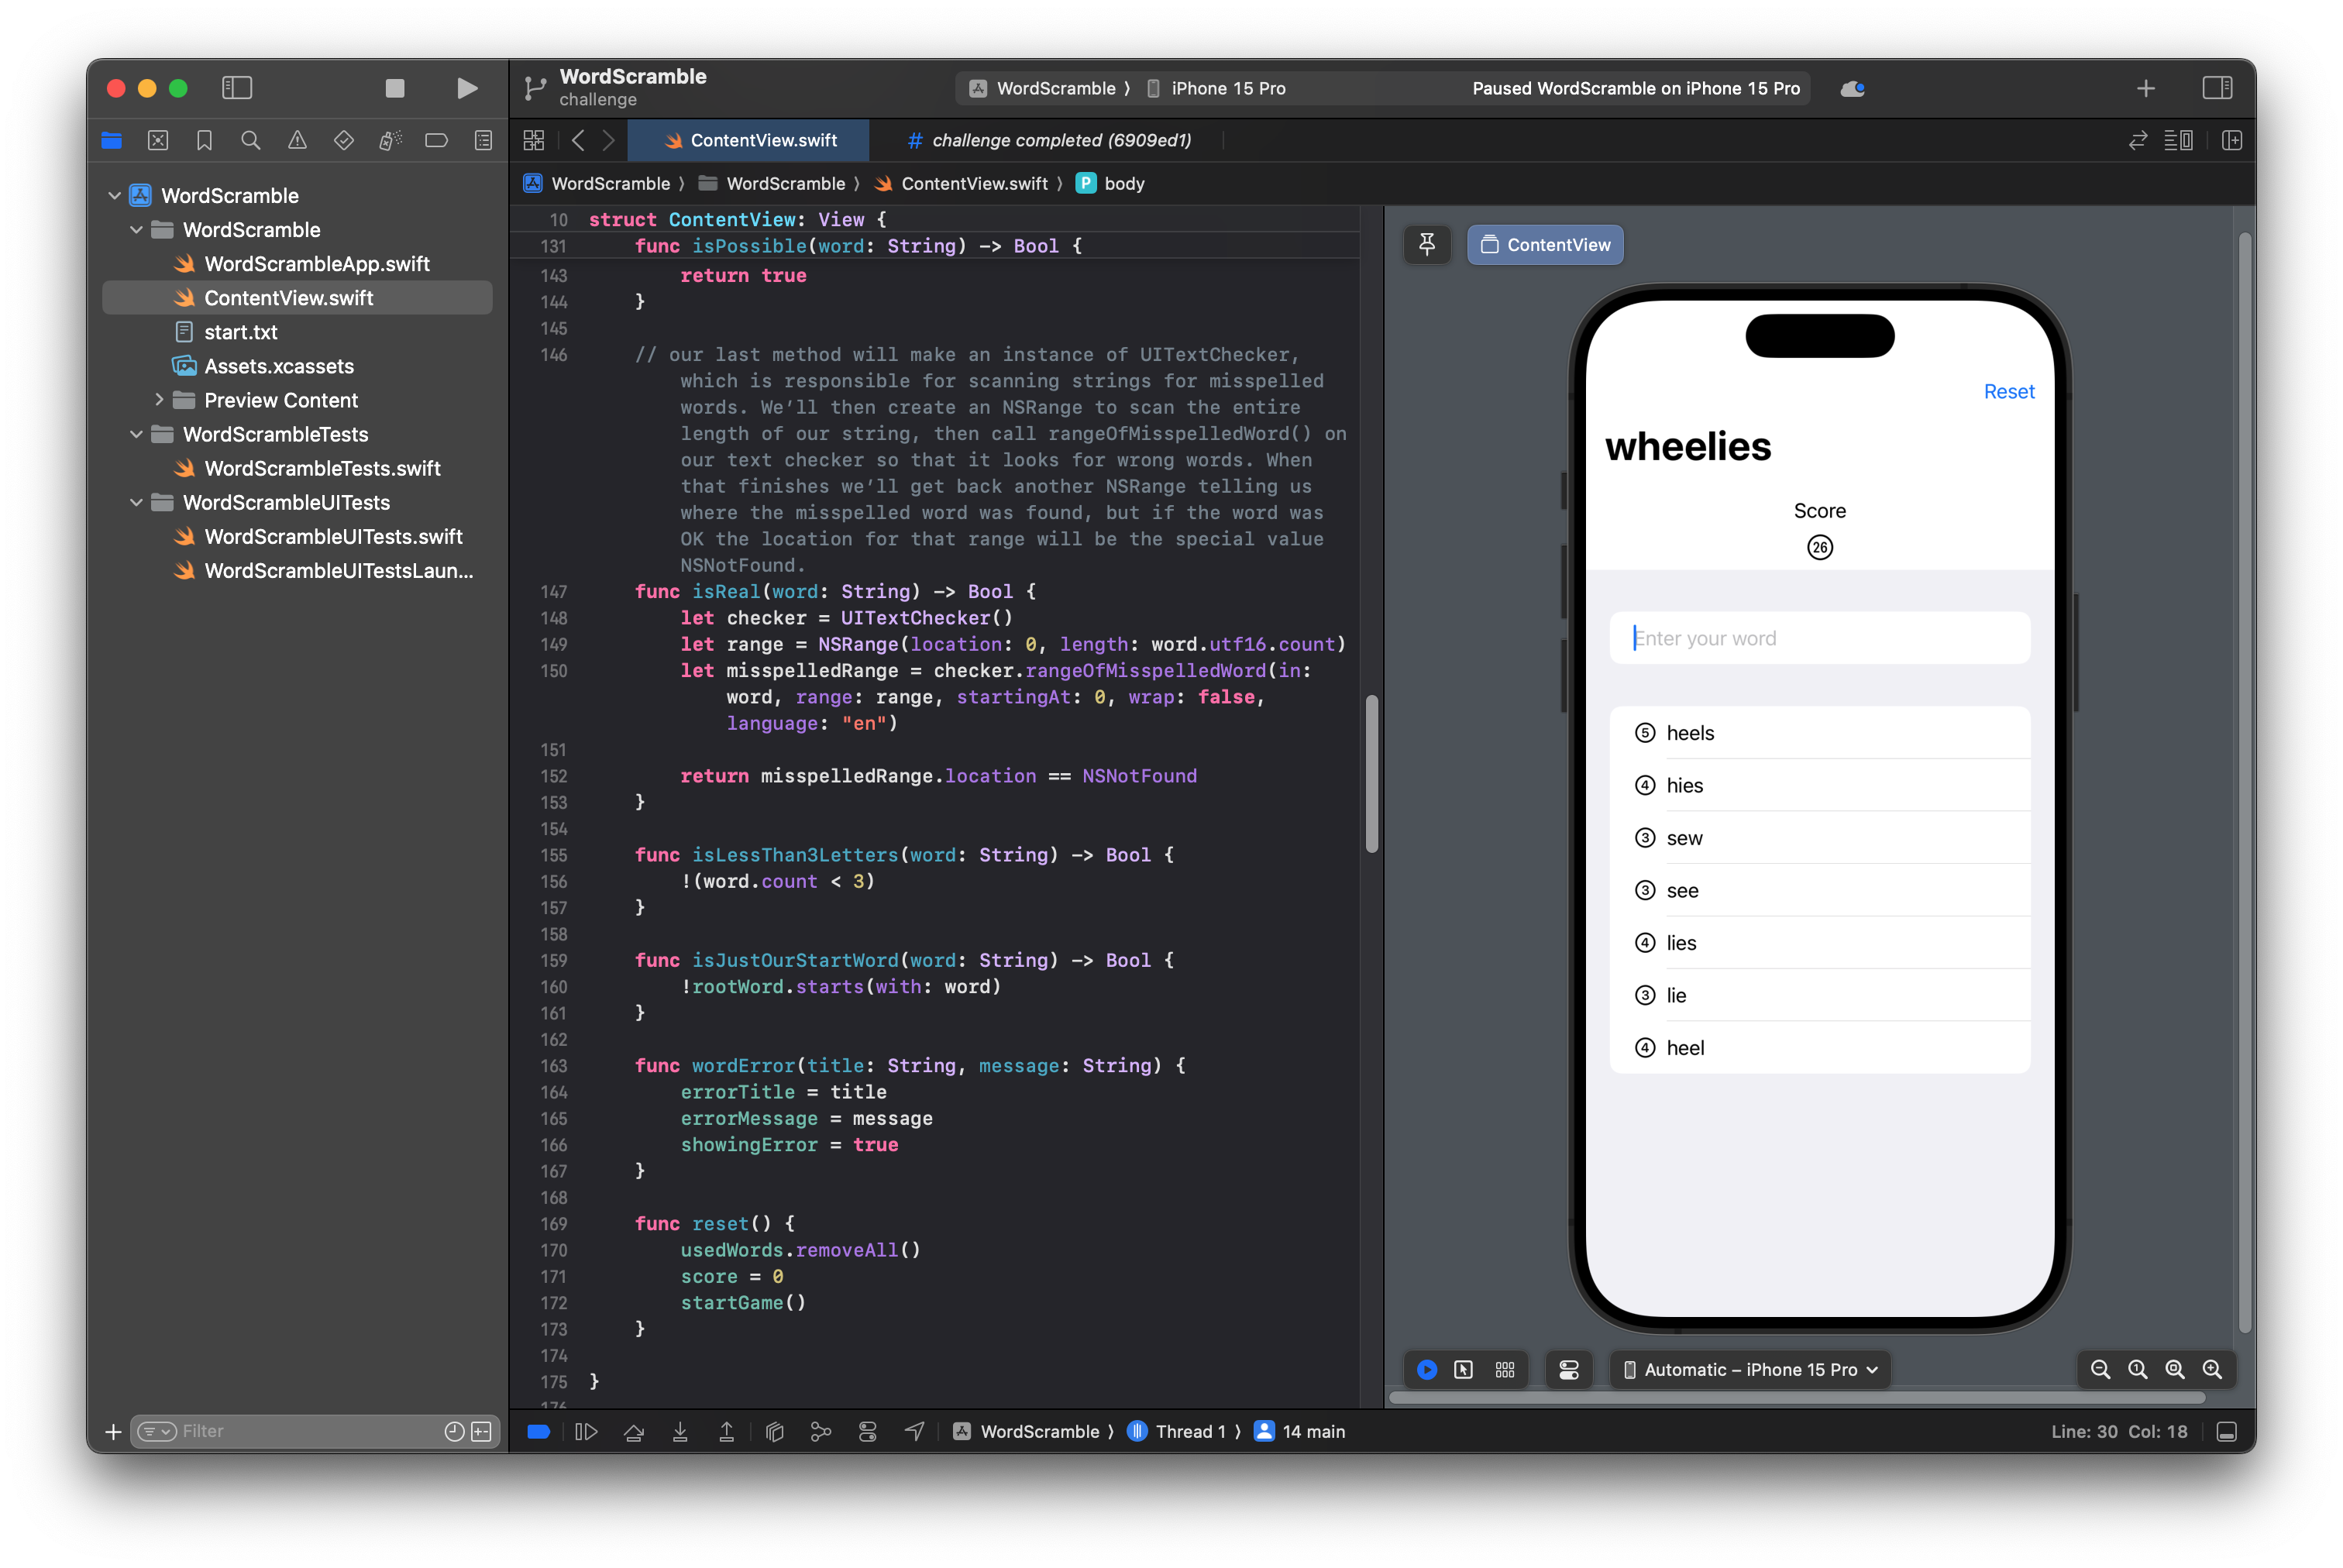 WordScramble
challenge
WordScramble ⟩ iPhone 15 Pro
Paused WordScramble on iPhone 15 Pro
ContentView.swift
# challenge completed (6909ed1)
WordScramble ⟩ WordScramble ⟩ ContentView.swift ⟩ P body
WordScramble
WordScramble
WordScrambleApp.swift
ContentView.swift
start.txt
Assets.xcassets
Preview Content
WordScrambleTests
WordScrambleTests.swift
WordScrambleUITests
WordScrambleUITests.swift
WordScrambleUITestsLaun...
Filter
10 struct ContentView: View {
131 func isPossible(word: String) -> Bool {
143 return true
144 }
145
146 // our last method will make an instance of UITextChecker,
which is responsible for scanning strings for misspelled
words. We’ll then create an NSRange to scan the entire
length of our string, then call rangeOfMisspelledWord() on
our text checker so that it looks for wrong words. When
that finishes we’ll get back another NSRange telling us
where the misspelled word was found, but if the word was
OK the location for that range will be the special value
NSNotFound.
147 func isReal(word: String) -> Bool {
148 let checker = UITextChecker()
149 let range = NSRange(location: 0, length: word.utf16.count)
150 let misspelledRange = checker.rangeOfMisspelledWord(in:
word, range: range, startingAt: 0, wrap: false,
language: "en")
151
152 return misspelledRange.location == NSNotFound
153 }
154
155 func isLessThan3Letters(word: String) -> Bool {
156 !(word.count < 3)
157 }
158
159 func isJustOurStartWord(word: String) -> Bool {
160 !rootWord.starts(with: word)
161 }
162
163 func wordError(title: String, message: String) {
164 errorTitle = title
165 errorMessage = message
166 showingError = true
167 }
168
169 func reset() {
170 usedWords.removeAll()
171 score = 0
172 startGame()
173 }
174
175 }
176
ContentView
Reset
wheelies
Score
26
Enter your word
5 heels
4 hies
3 sew
3 see
4 lies
3 lie
4 heel
Automatic – iPhone 15 Pro
WordScramble ⟩ Thread 1 ⟩ 14 main
Line: 30 Col: 18